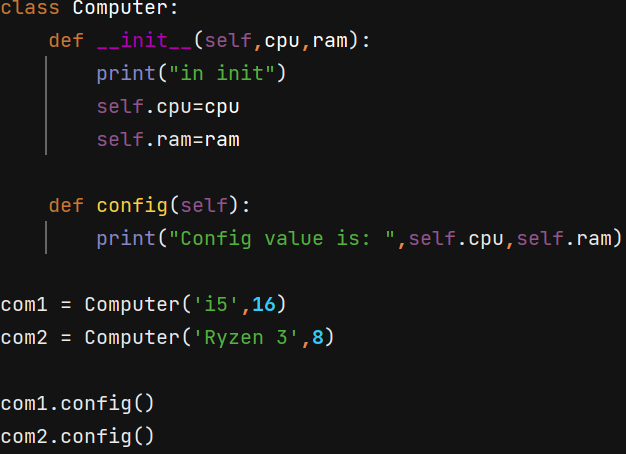 class Computer:
    def __init__(self,cpu,ram):
        print("in init")
        self.cpu=cpu
        self.ram=ram

    def config(self):
        print("Config value is: ",self.cpu,self.ram)

com1 = Computer('i5',16)
com2 = Computer('Ryzen 3',8)

com1.config()
com2.config()